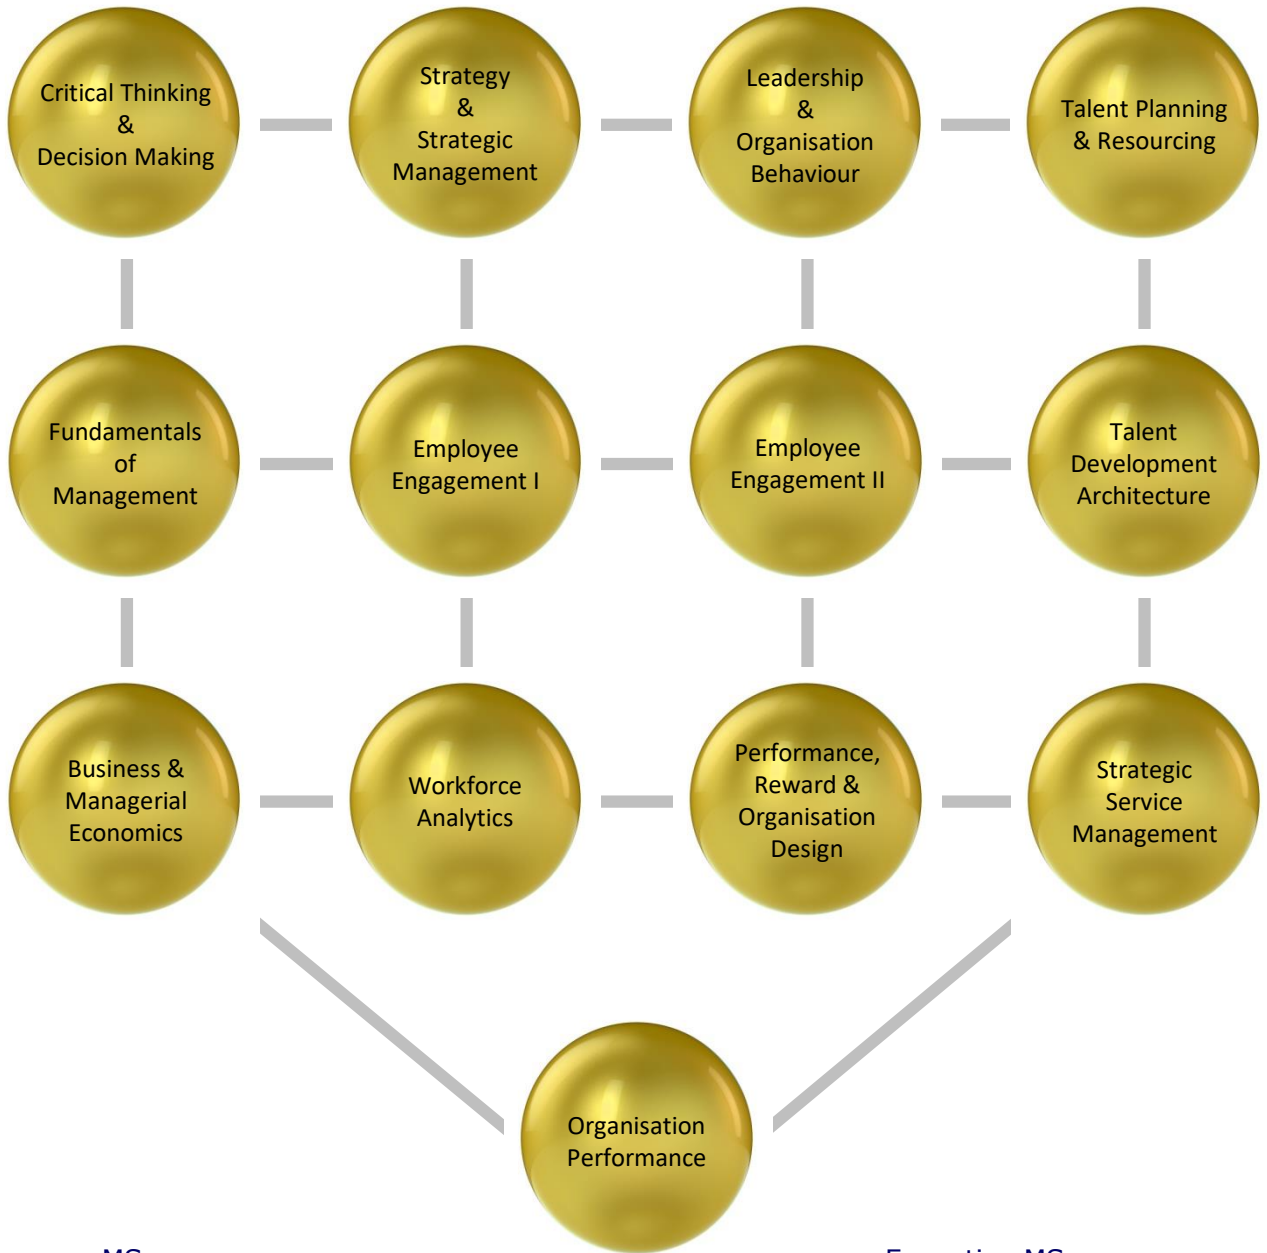 Critical Thinking
&
Decision Making
Strategy
&
Strategic
Management
Leadership
&
Organisation
Behaviour
Talent Planning
& Resourcing
Fundamentals
of
Management
Employee
Engagement I
Employee
Engagement II
Talent
Development
Architecture
Business &
Managerial
Economics
Workforce
Analytics
Performance,
Reward &
Organisation
Design
Strategic
Service
Management
Organisation
Performance